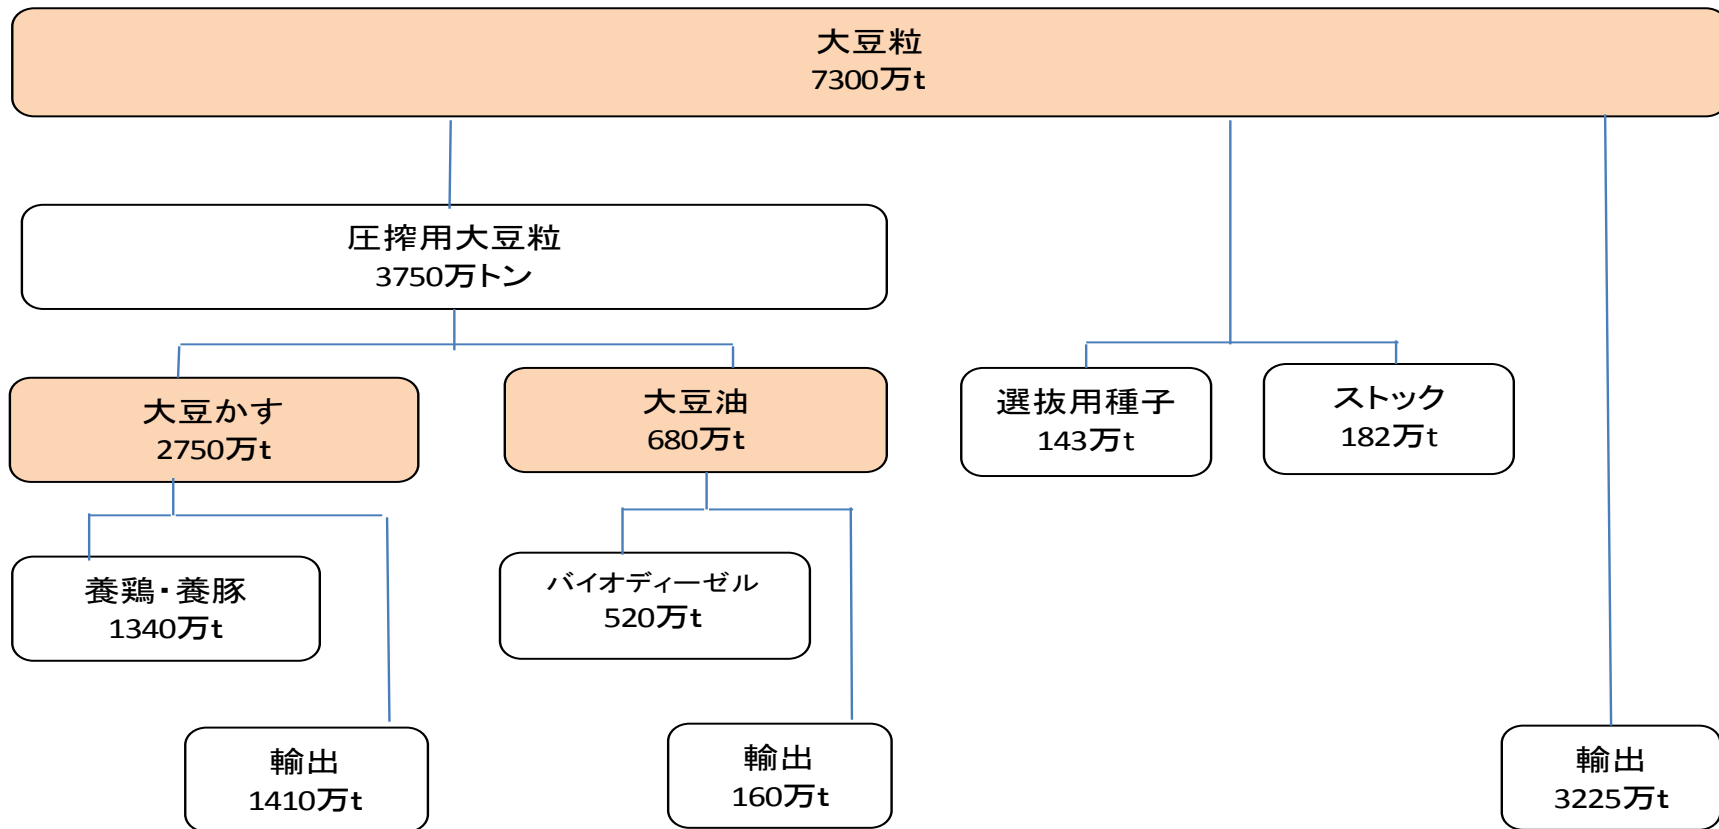 大豆粒
7300万t
圧搾用大豆粒
3750万トン
大豆かす
2750万t
大豆油
680万t
選抜用種子
143万t
ストック
182万t
養鶏・養豚
1340万t
バイオディーゼル
520万t
輸出
1410万t
輸出
160万t
輸出
3225万t